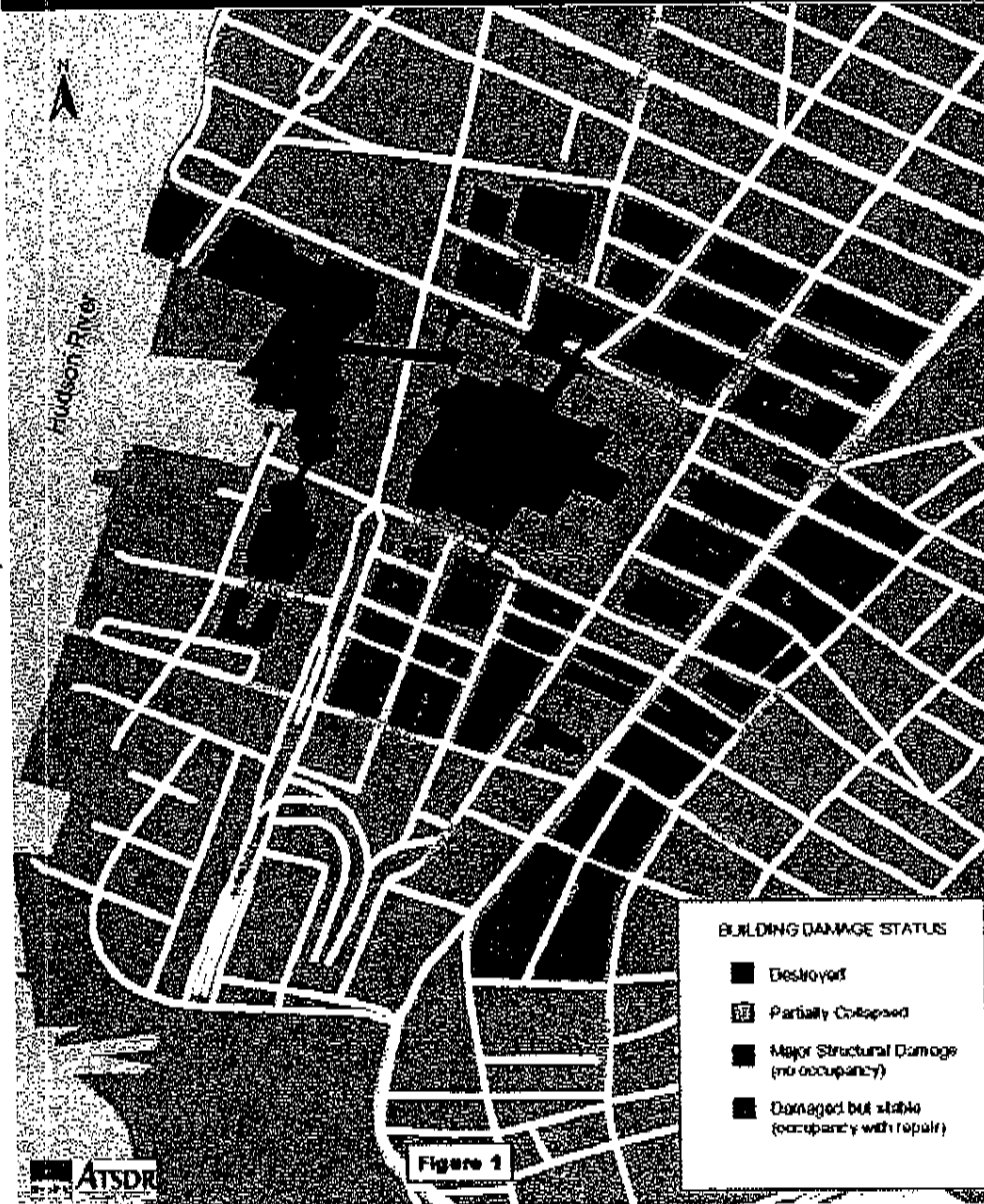 N
Hudson River
BUILDING DAMAGE STATUS
Destroyed
Partially Collapsed
Major Structural Damage
(no occupancy)
Damaged but stable
(occupancy with repair)
Figure 1
ATSDR